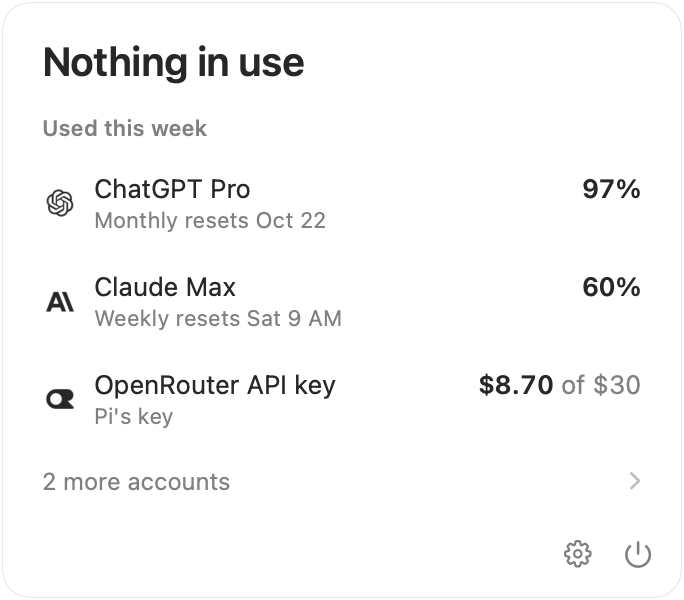 Nothing in use
Used this week
ChatGPT Pro
97%
Monthly resets Oct 22
Claude Max
60%
Weekly resets Sat 9 AM
OpenRouter API key
$8.70 of $30
Pi's key
2 more accounts